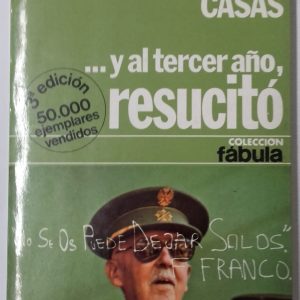 CASAS
...y al tercer año,
resucitó
3ª edición
50.000
ejemplares
vendidos
COLECCION
fábula
"No Se Os Puede Dejar Solos"
F. FRANCO.